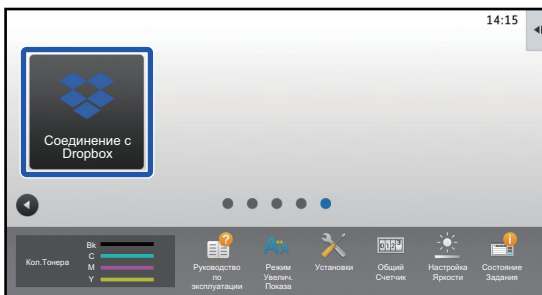 14:15
Соединение с
Dropbox
Кол.Тонера
Bk
C
M
Y
Руководство
по
эксплуатации
Режим
Увелич.
Показа
Установки
Общий
Счетчик
Настройка
Яркости
Состояние
Задания